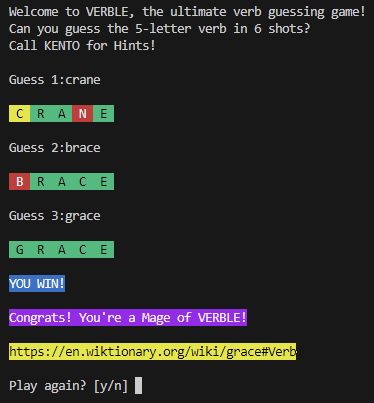 Welcome to VERBLE, the ultimate verb guessing game!
Can you guess the 5-letter verb in 6 shots?
Call KENTO for Hints!
Guess 1:crane
C R A N E
Guess 2:brace
B R A C E
Guess 3:grace
G R A C E
YOU WIN!
Congrats! You're a Mage of VERBLE!
https://en.wiktionary.org/wiki/grace#Verb
Play again? [y/n]